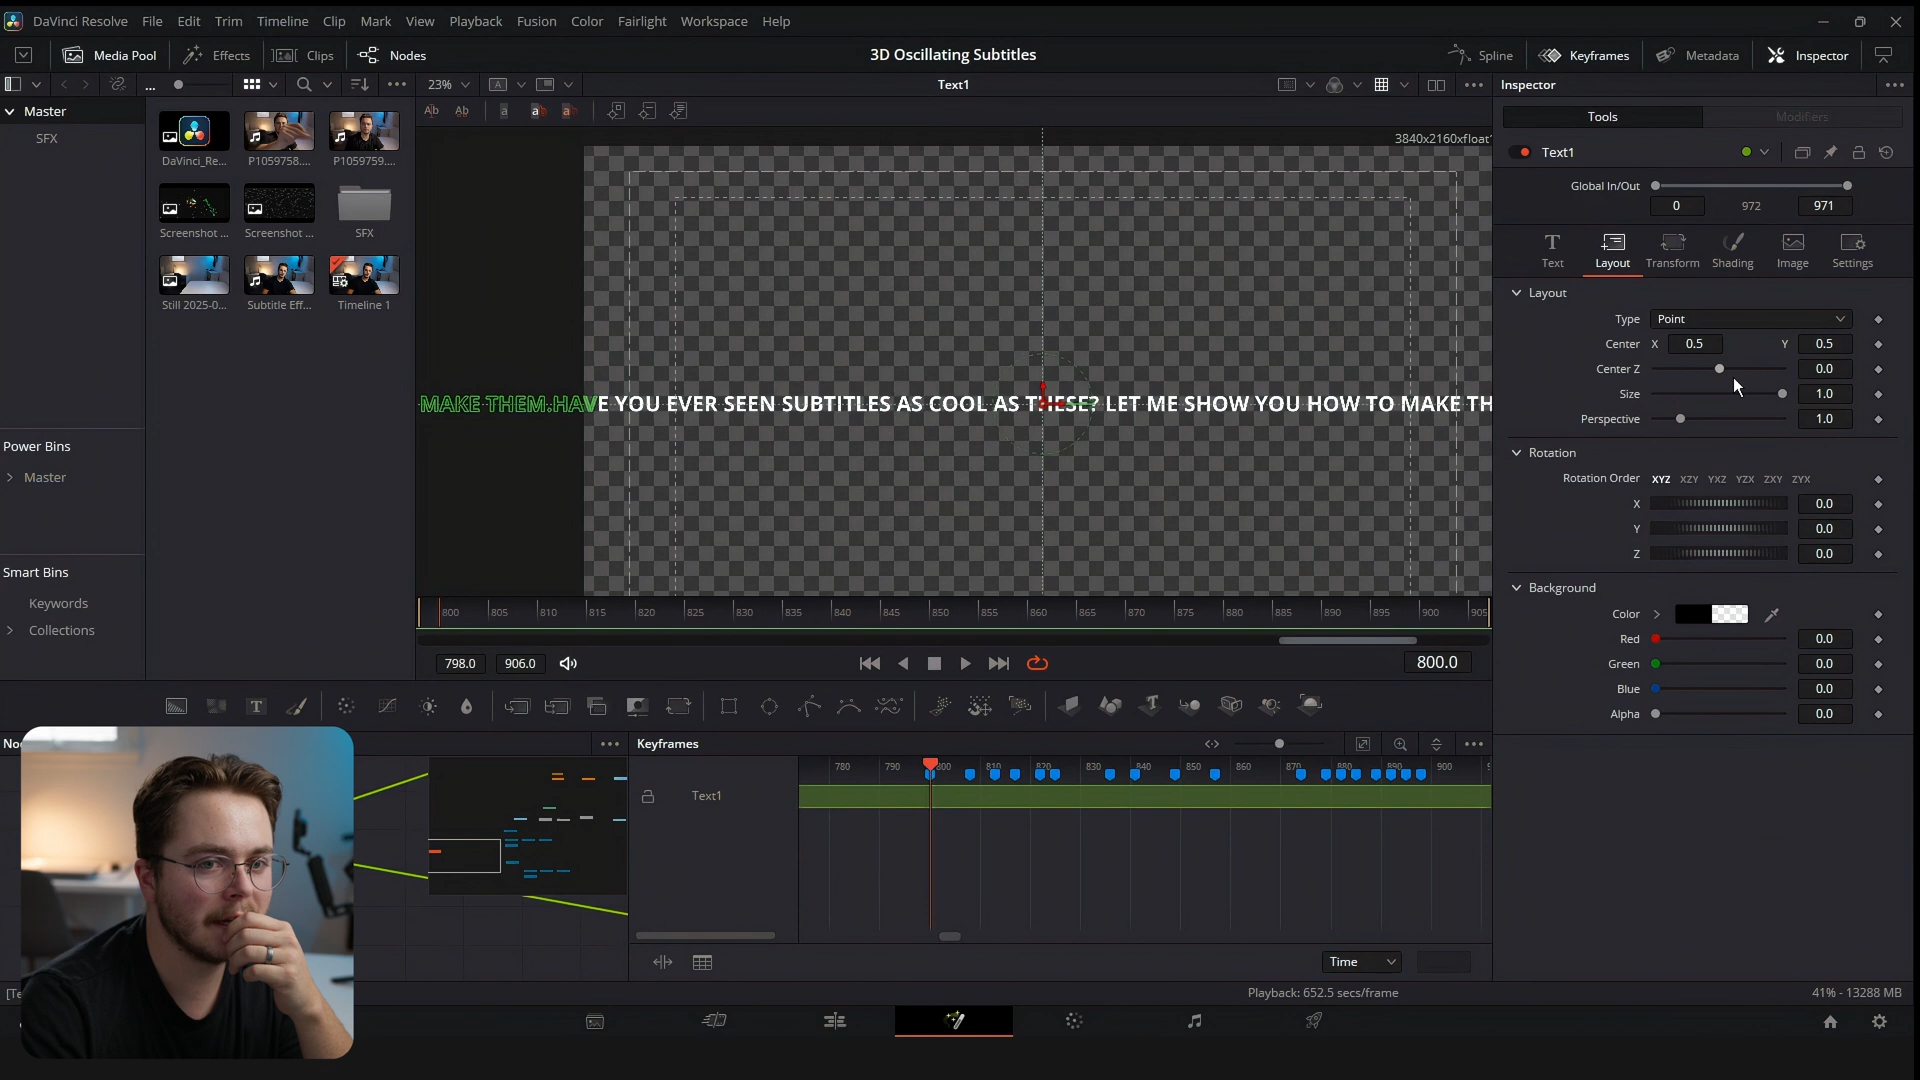 DaVinci Resolve File Edit Trim Timeline Clip Mark View Playback Fusion Color Fairlight Workspace Help
Media Pool Effects Clips Nodes 3D Oscillating Subtitles Spline Keyframes Metadata Inspector
... 23% Text1 Inspector
Master
SFX
DaVinci_Re... P1059758.... P1059759....
Screenshot ... Screenshot ... SFX
Still 2025-0... Subtitle Eff... Timeline 1
Power Bins
Master
Smart Bins
Keywords
Collections
3840x2160xfloat
MAKE THEM.HAVE YOU EVER SEEN SUBTITLES AS COOL AS THESE? LET ME SHOW YOU HOW TO MAKE TH
800 805 810 815 820 825 830 835 840 845 850 855 860 865 870 875 880 885 890 895 900 905
798.0 906.0 800.0
Tools Modifiers
Text1
Global In/Out
0 972 971
Text Layout Transform Shading Image Settings
Layout
Type Point
Center X 0.5 Y 0.5
Center Z 0.0
Size 1.0
Perspective 1.0
Rotation
Rotation Order XYZ XZY YXZ YZX ZXY ZYX
X 0.0
Y 0.0
Z 0.0
Background
Color
Red 0.0
Green 0.0
Blue 0.0
Alpha 0.0
Keyframes
780 790 800 810 820 830 840 850 860 870 880 890 900
Text1
Time
Playback: 652.5 secs/frame 41% - 13288 MB